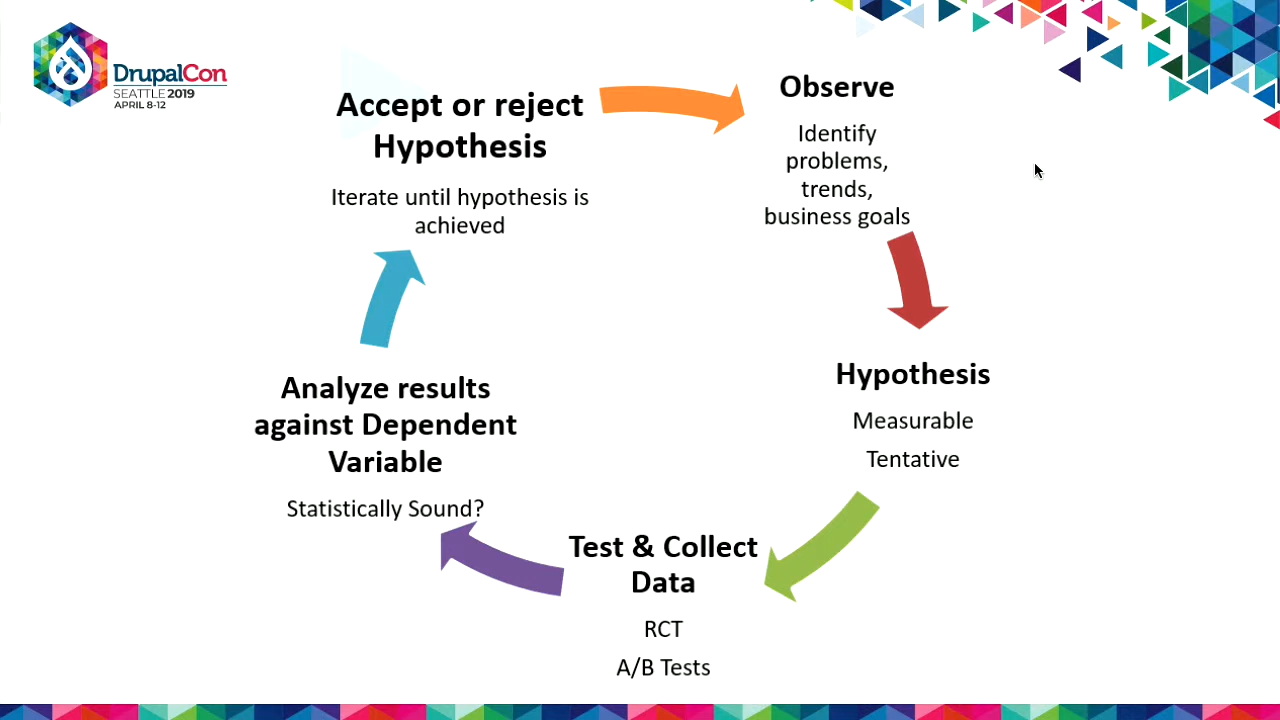 DrupalCon
SEATTLE 2019
APRIL 8-12
Accept or reject
Hypothesis
Iterate until hypothesis is
achieved
Observe
Identify
problems,
trends,
business goals
Hypothesis
Measurable
Tentative
Test & Collect
Data
RCT
A/B Tests
Analyze results
against Dependent
Variable
Statistically Sound?